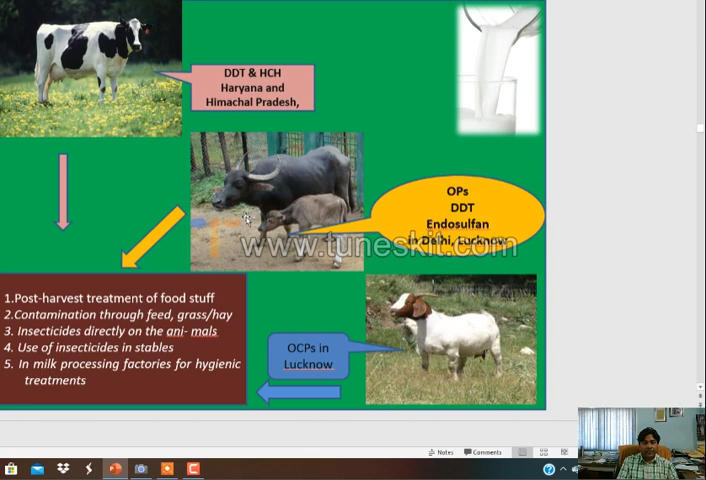 DDT & HCH
Haryana and
Himachal Pradesh,
OPs
DDT
Endosulfan
in Delhi, Lucknow
www.tuneskit.com
1.Post-harvest treatment of food stuff
2.Contamination through feed, grass/hay
3. Insecticides directly on the ani- mals
4. Use of insecticides in stables
5. In milk processing factories for hygienic
treatments
OCPs in
Lucknow
Notes
Comments